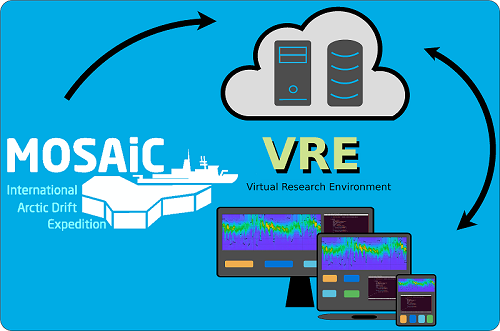 MOSAiC
International
Arctic Drift
Expedition
VRE
Virtual Research Environment